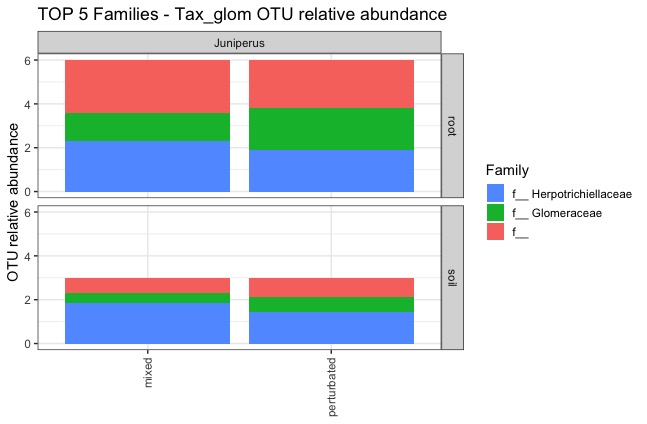 TOP 5 Families - Tax_glom OTU relative abundance
Juniperus
OTU relative abundance
6
4
2
0
root
6
4
2
0
soil
mixed
perturbated
Family
f__ Herpotrichiellaceae
f__ Glomeraceae
f__